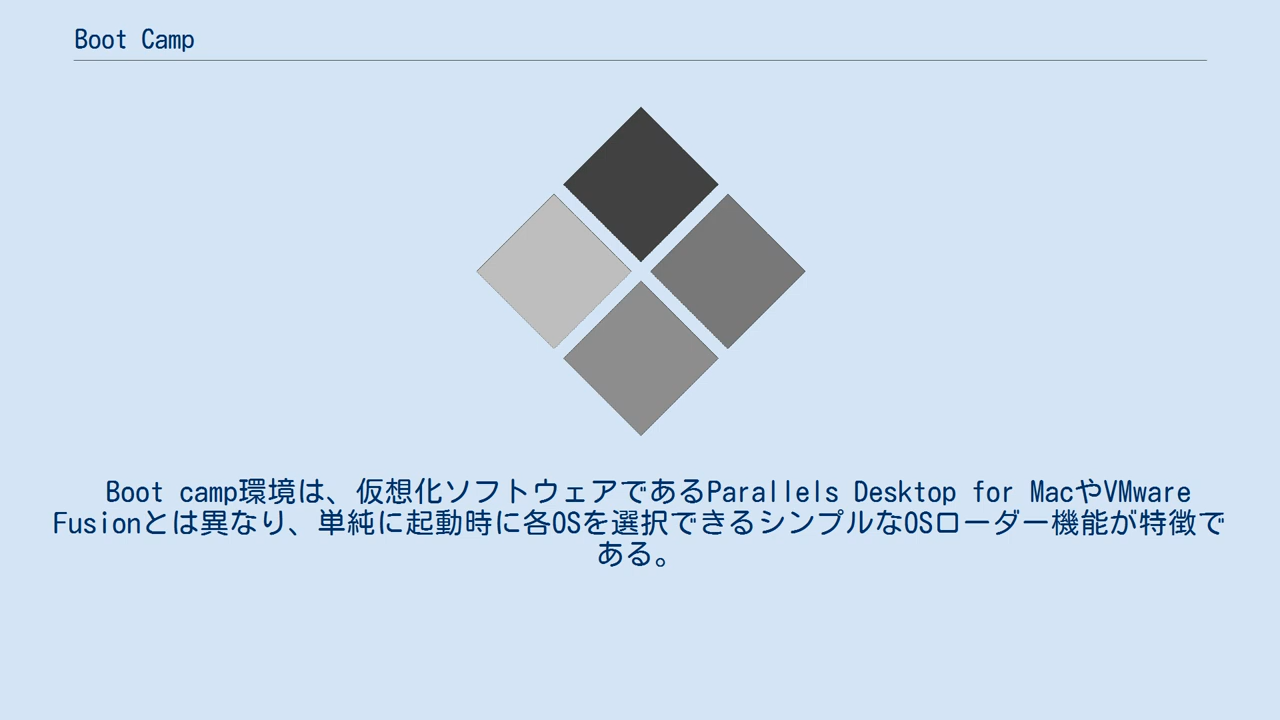 Boot Camp
Boot camp環境は、仮想化ソフトウェアであるParallels Desktop for MacやVMware
Fusionとは異なり、単純に起動時に各OSを選択できるシンプルなOSローダー機能が特徴で
ある。